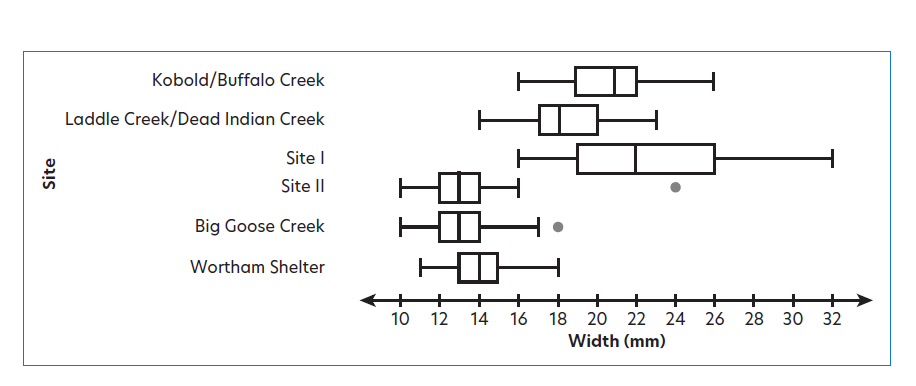 Kobold/Buffalo Creek
Laddle Creek/Dead Indian Creek
Site I
Site
Site II
Big Goose Creek
Wortham Shelter
10 12 14 16 18 20 22 24 26 28 30 32
Width (mm)